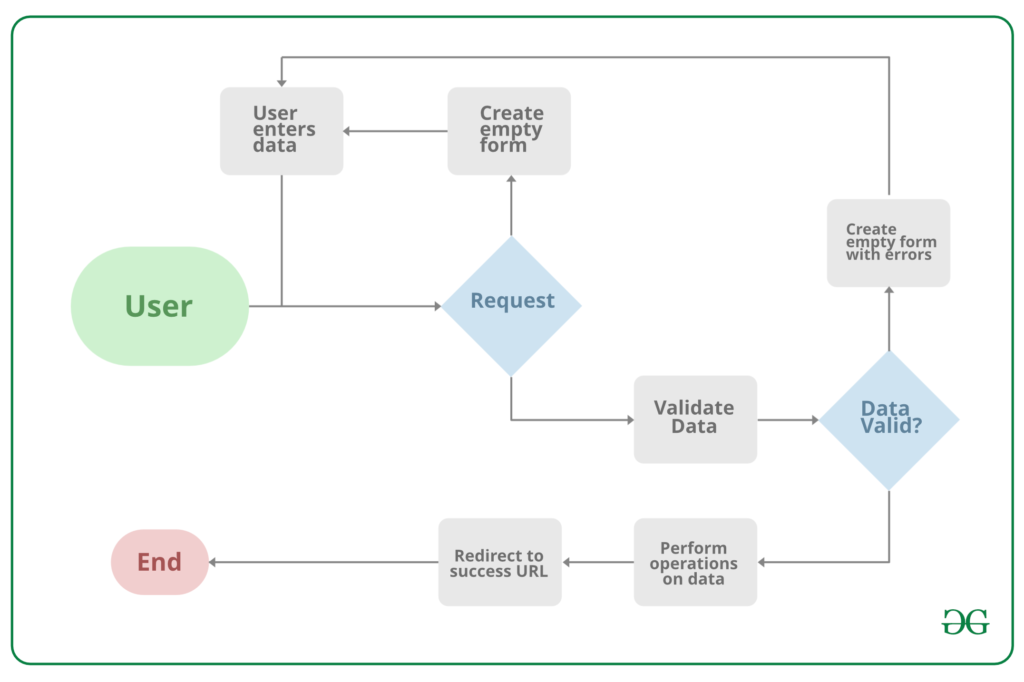 User
enters
data
Create
empty
form
Create
empty form
with errors
User
Request
Validate
Data
Data
Valid?
End
Redirect to
success URL
Perform
operations
on data